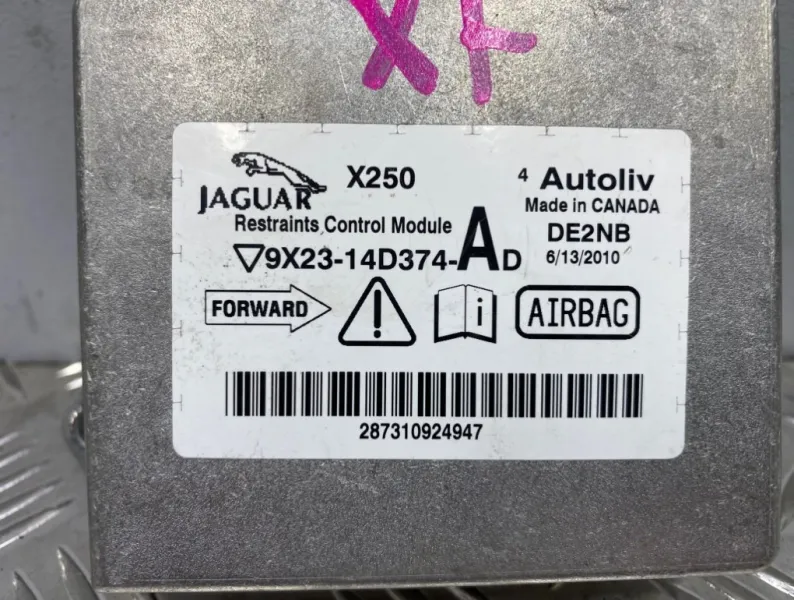 XF
JAGUAR
X250
4 Autoliv
Made in CANADA
Restraints Control Module
DE2NB
9X23-14D374-AD
6/13/2010
FORWARD
!
i
AIRBAG
287310924947